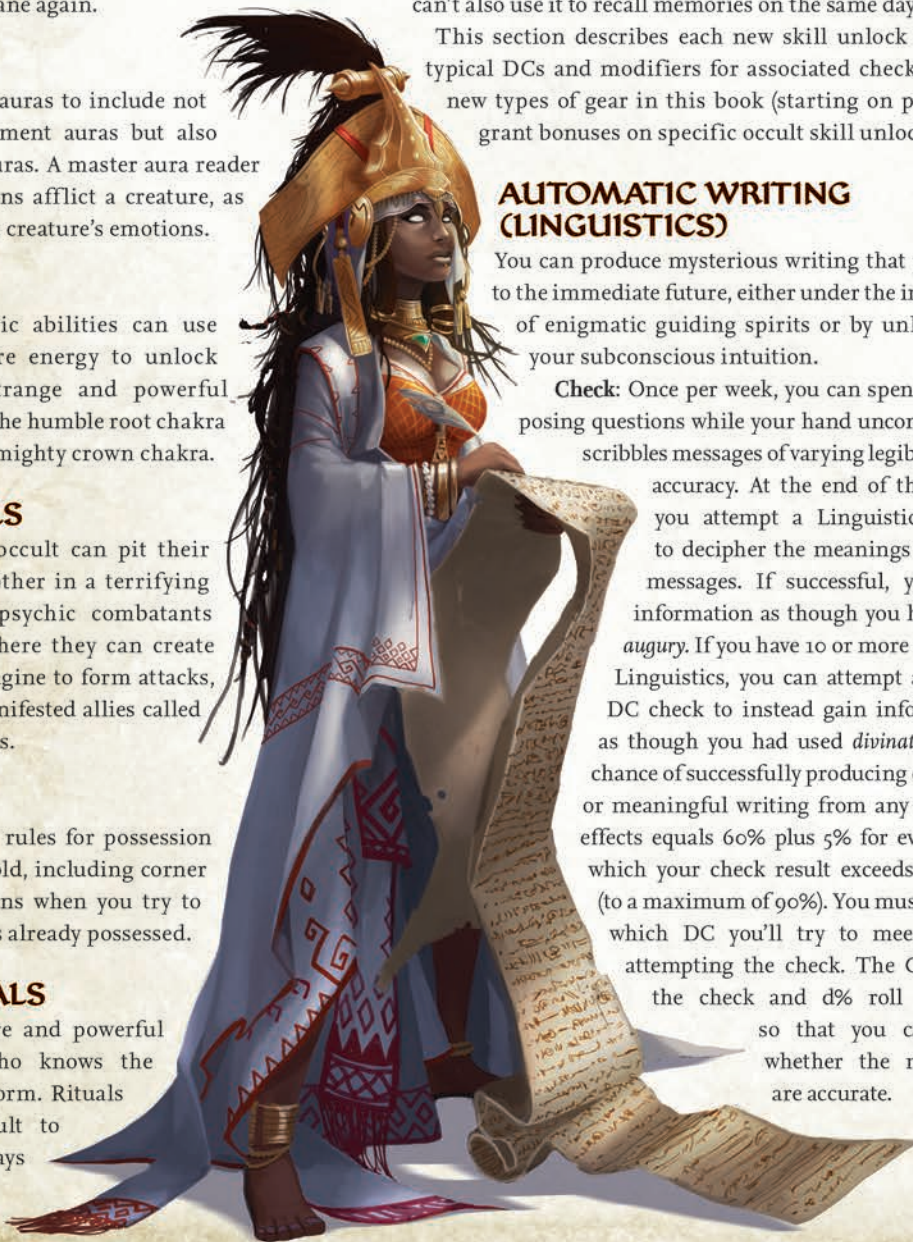 ane again.
auras to include not
ment auras but also
uras. A master aura reader
ns afflict a creature, as
creature's emotions.
ic abilities can use
re energy to unlock
range and powerful
he humble root chakra
mighty crown chakra.
LS
occult can pit their
other in a terrifying
psychic combatants
here they can create
gine to form attacks,
nifested allies called
s.
rules for possession
old, including corner
ns when you try to
s already possessed.
ALS
re and powerful
ho knows the
orm. Rituals
ult to
ays
can't also use it to recall memories on the same day
This section describes each new skill unlock
typical DCs and modifiers for associated check
new types of gear in this book (starting on p
grant bonuses on specific occult skill unloc
AUTOMATIC WRITING
(LINGUISTICS)
You can produce mysterious writing that
to the immediate future, either under the in
of enigmatic guiding spirits or by unl
your subconscious intuition.
Check: Once per week, you can spen
posing questions while your hand uncon
scribbles messages of varying legib
accuracy. At the end of th
you attempt a Linguistic
to decipher the meanings
messages. If successful, y
information as though you h
augury. If you have 10 or more
Linguistics, you can attempt a
DC check to instead gain info
as though you had used divinat
chance of successfully producing
or meaningful writing from any
effects equals 60% plus 5% for ev
which your check result exceeds
(to a maximum of 90%). You mus
which DC you'll try to mee
attempting the check. The G
the check and d% roll
so that you c
whether the
are accurate.